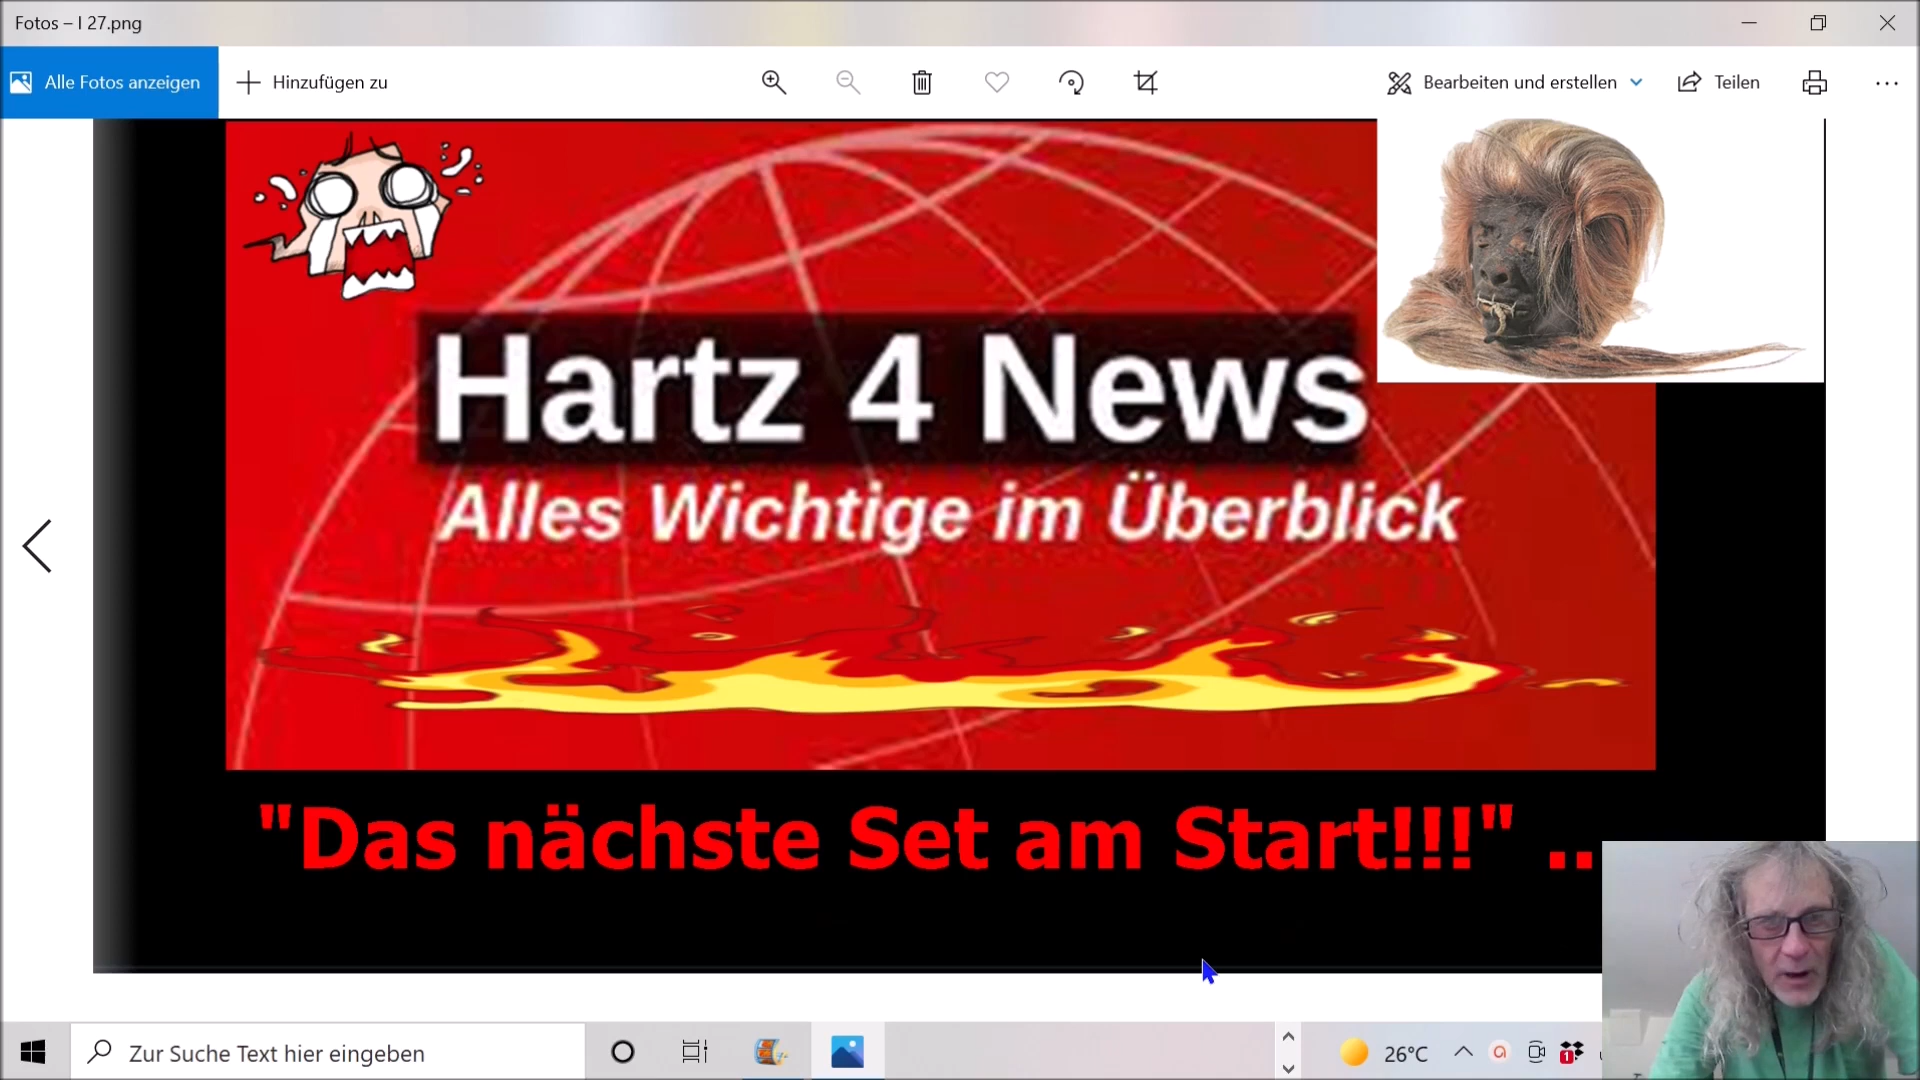 Fotos – I 27.png
Alle Fotos anzeigen
Hinzufügen zu
Bearbeiten und erstellen
Teilen
Hartz 4 News
Alles Wichtige im Überblick
"Das nächste Set am Start!!!" ..
Zur Suche Text hier eingeben
26°C
1